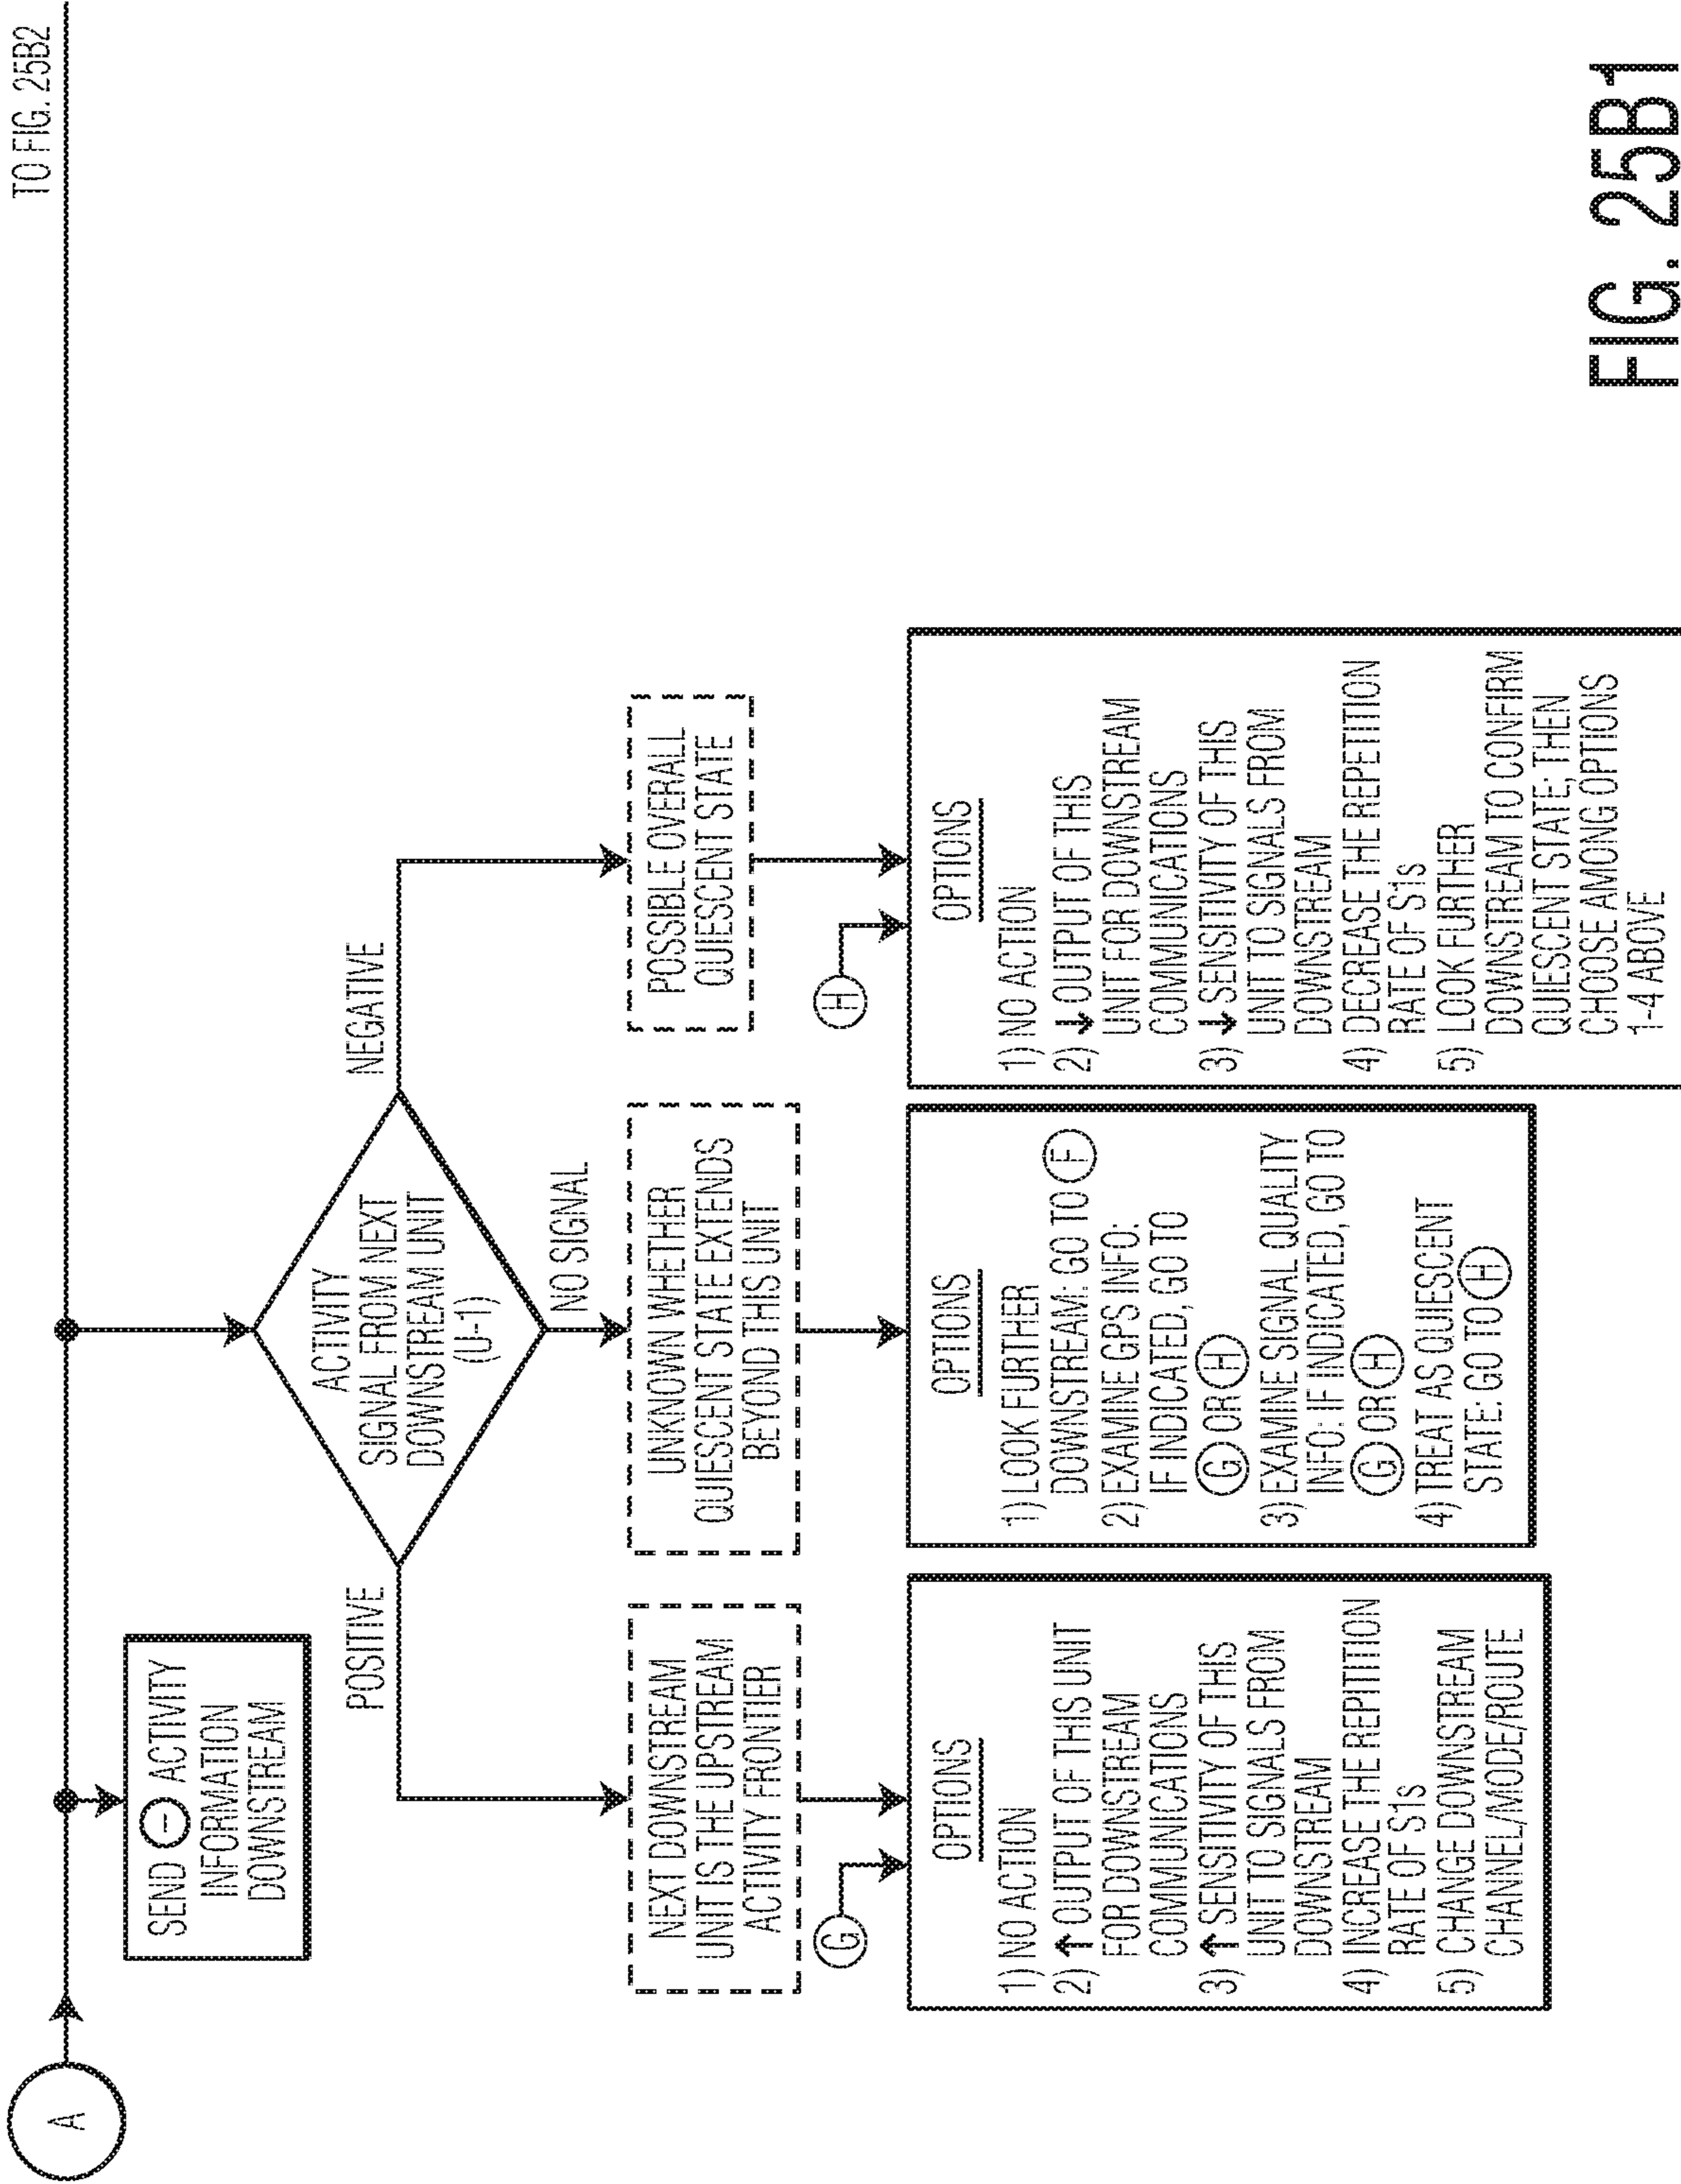 TO FIG. 25B2
A
SEND − ACTIVITY
INFORMATION
DOWNSTREAM
ACTIVITY
SIGNAL FROM NEXT
DOWNSTREAM UNIT
(U-1)
POSITIVE
NO SIGNAL
NEGATIVE
NEXT DOWNSTREAM
UNIT IS THE UPSTREAM
ACTIVITY FRONTIER
G
OPTIONS
1) NO ACTION
2) ↑ OUTPUT OF THIS UNIT
FOR DOWNSTREAM
COMMUNICATIONS
3) ↑ SENSITIVITY OF THIS
UNIT TO SIGNALS FROM
DOWNSTREAM
4) INCREASE THE REPITITION
RATE OF S1s
5) CHANGE DOWNSTREAM
CHANNEL/MODE/ROUTE
UNKNOWN WHETHER
QUIESCENT STATE EXTENDS
BEYOND THIS UNIT
OPTIONS
1) LOOK FURTHER
DOWNSTREAM: GO TO F
2) EXAMINE GPS INFO:
IF INDICATED, GO TO
G OR H
3) EXAMINE SIGNAL QUALITY
INFO: IF INDICATED, GO TO
G OR H
4) TREAT AS QUIESCENT
STATE: GO TO H
POSSIBLE OVERALL
QUIESCENT STATE
H
OPTIONS
1) NO ACTION
2) ↓ OUTPUT OF THIS
UNIT FOR DOWNSTREAM
COMMUNICATIONS
3) ↓ SENSITIVITY OF THIS
UNIT TO SIGNALS FROM
DOWNSTREAM
4) DECREASE THE REPETITION
RATE OF S1s
5) LOOK FURTHER
DOWNSTREAM TO CONFIRM
QUIESCENT STATE; THEN
CHOOSE AMONG OPTIONS
1-4 ABOVE
FIG. 25B1